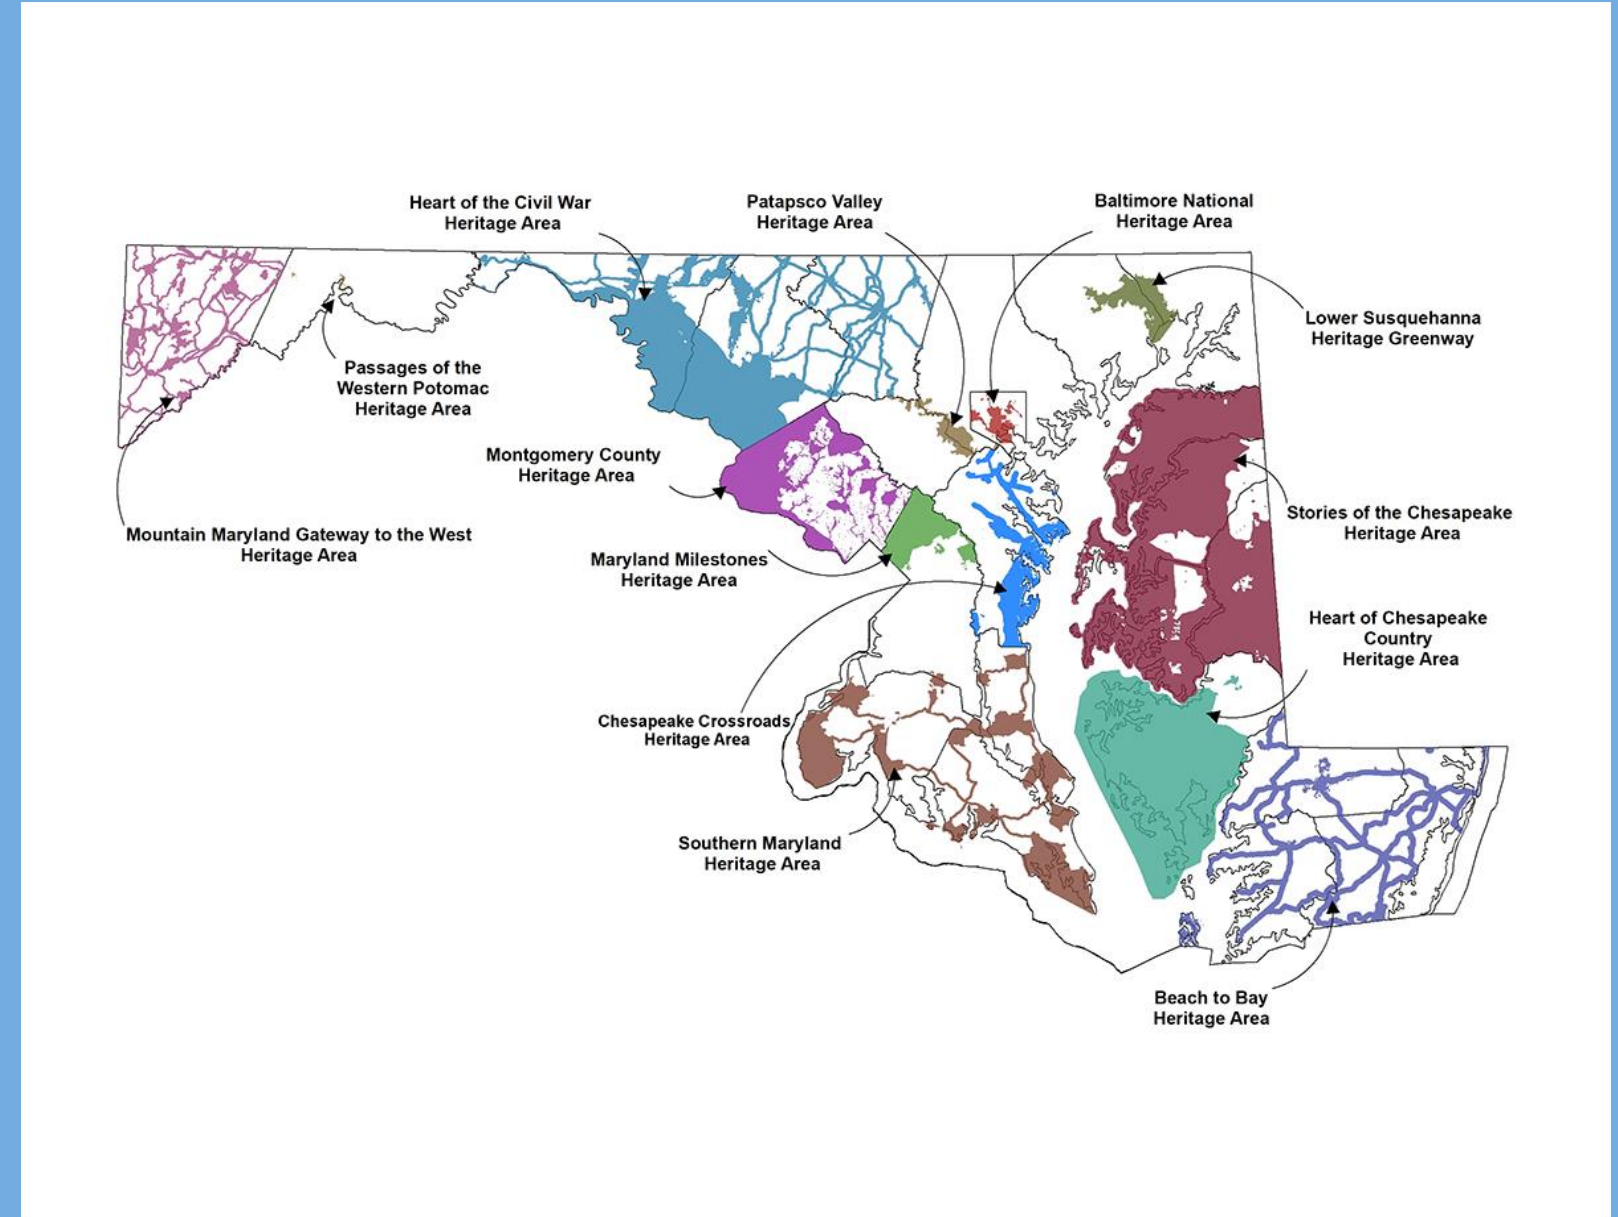 Heart of the Civil War
Heritage Area
Patapsco Valley
Heritage Area
Baltimore National
Heritage Area
Lower Susquehanna
Heritage Greenway
Passages of the
Western Potomac
Heritage Area
Montgomery County
Heritage Area
Stories of the Chesapeake
Heritage Area
Mountain Maryland Gateway to the West
Heritage Area
Maryland Milestones
Heritage Area
Heart of Chesapeake
Country
Heritage Area
Chesapeake Crossroads
Heritage Area
Southern Maryland
Heritage Area
Beach to Bay
Heritage Area